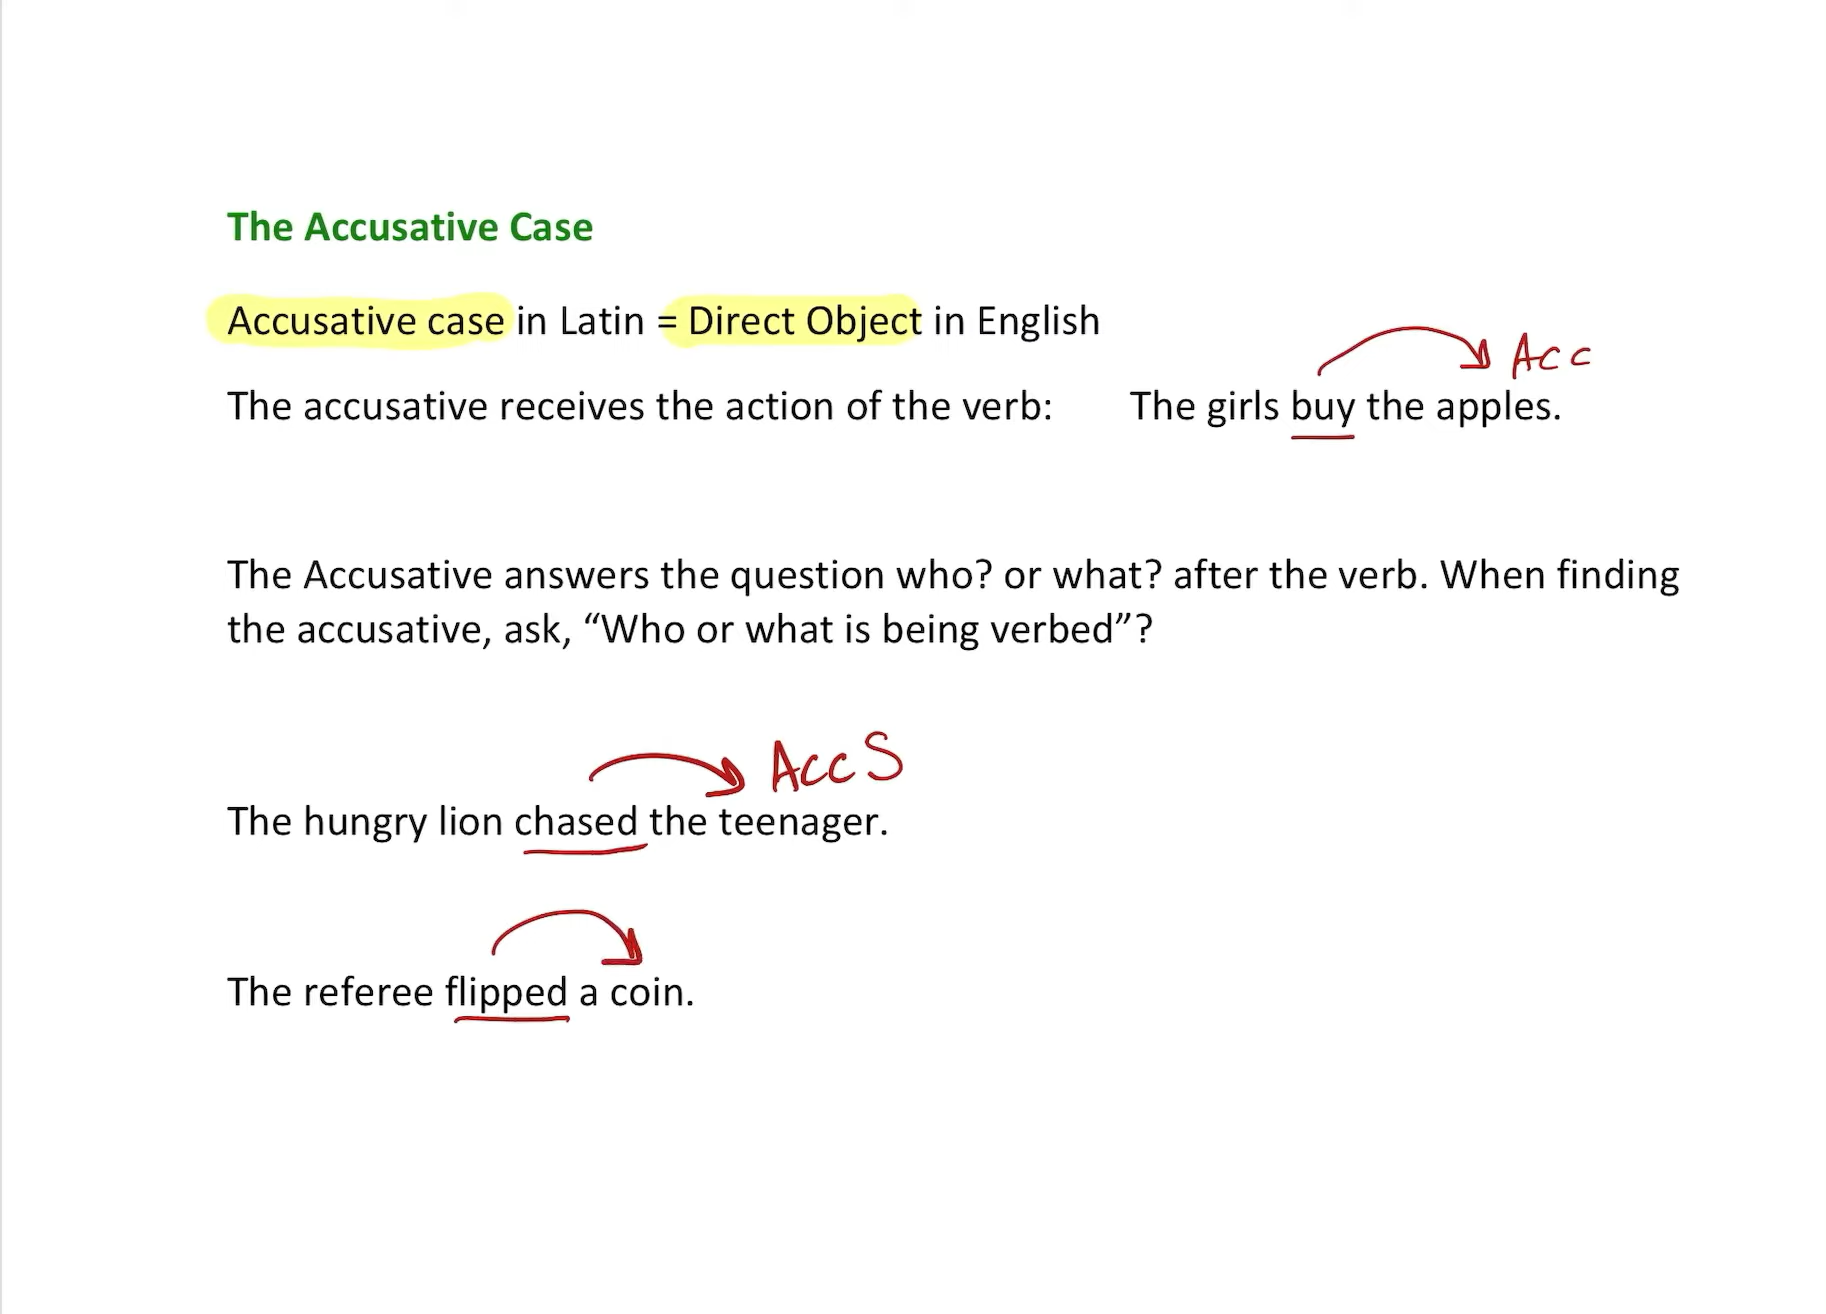 The Accusative Case
Accusative case in Latin = Direct Object in English
Acc
The accusative receives the action of the verb: The girls buy the apples.
The Accusative answers the question who? or what? after the verb. When finding
the accusative, ask, “Who or what is being verbed”?
Acc S
The hungry lion chased the teenager.
The referee flipped a coin.